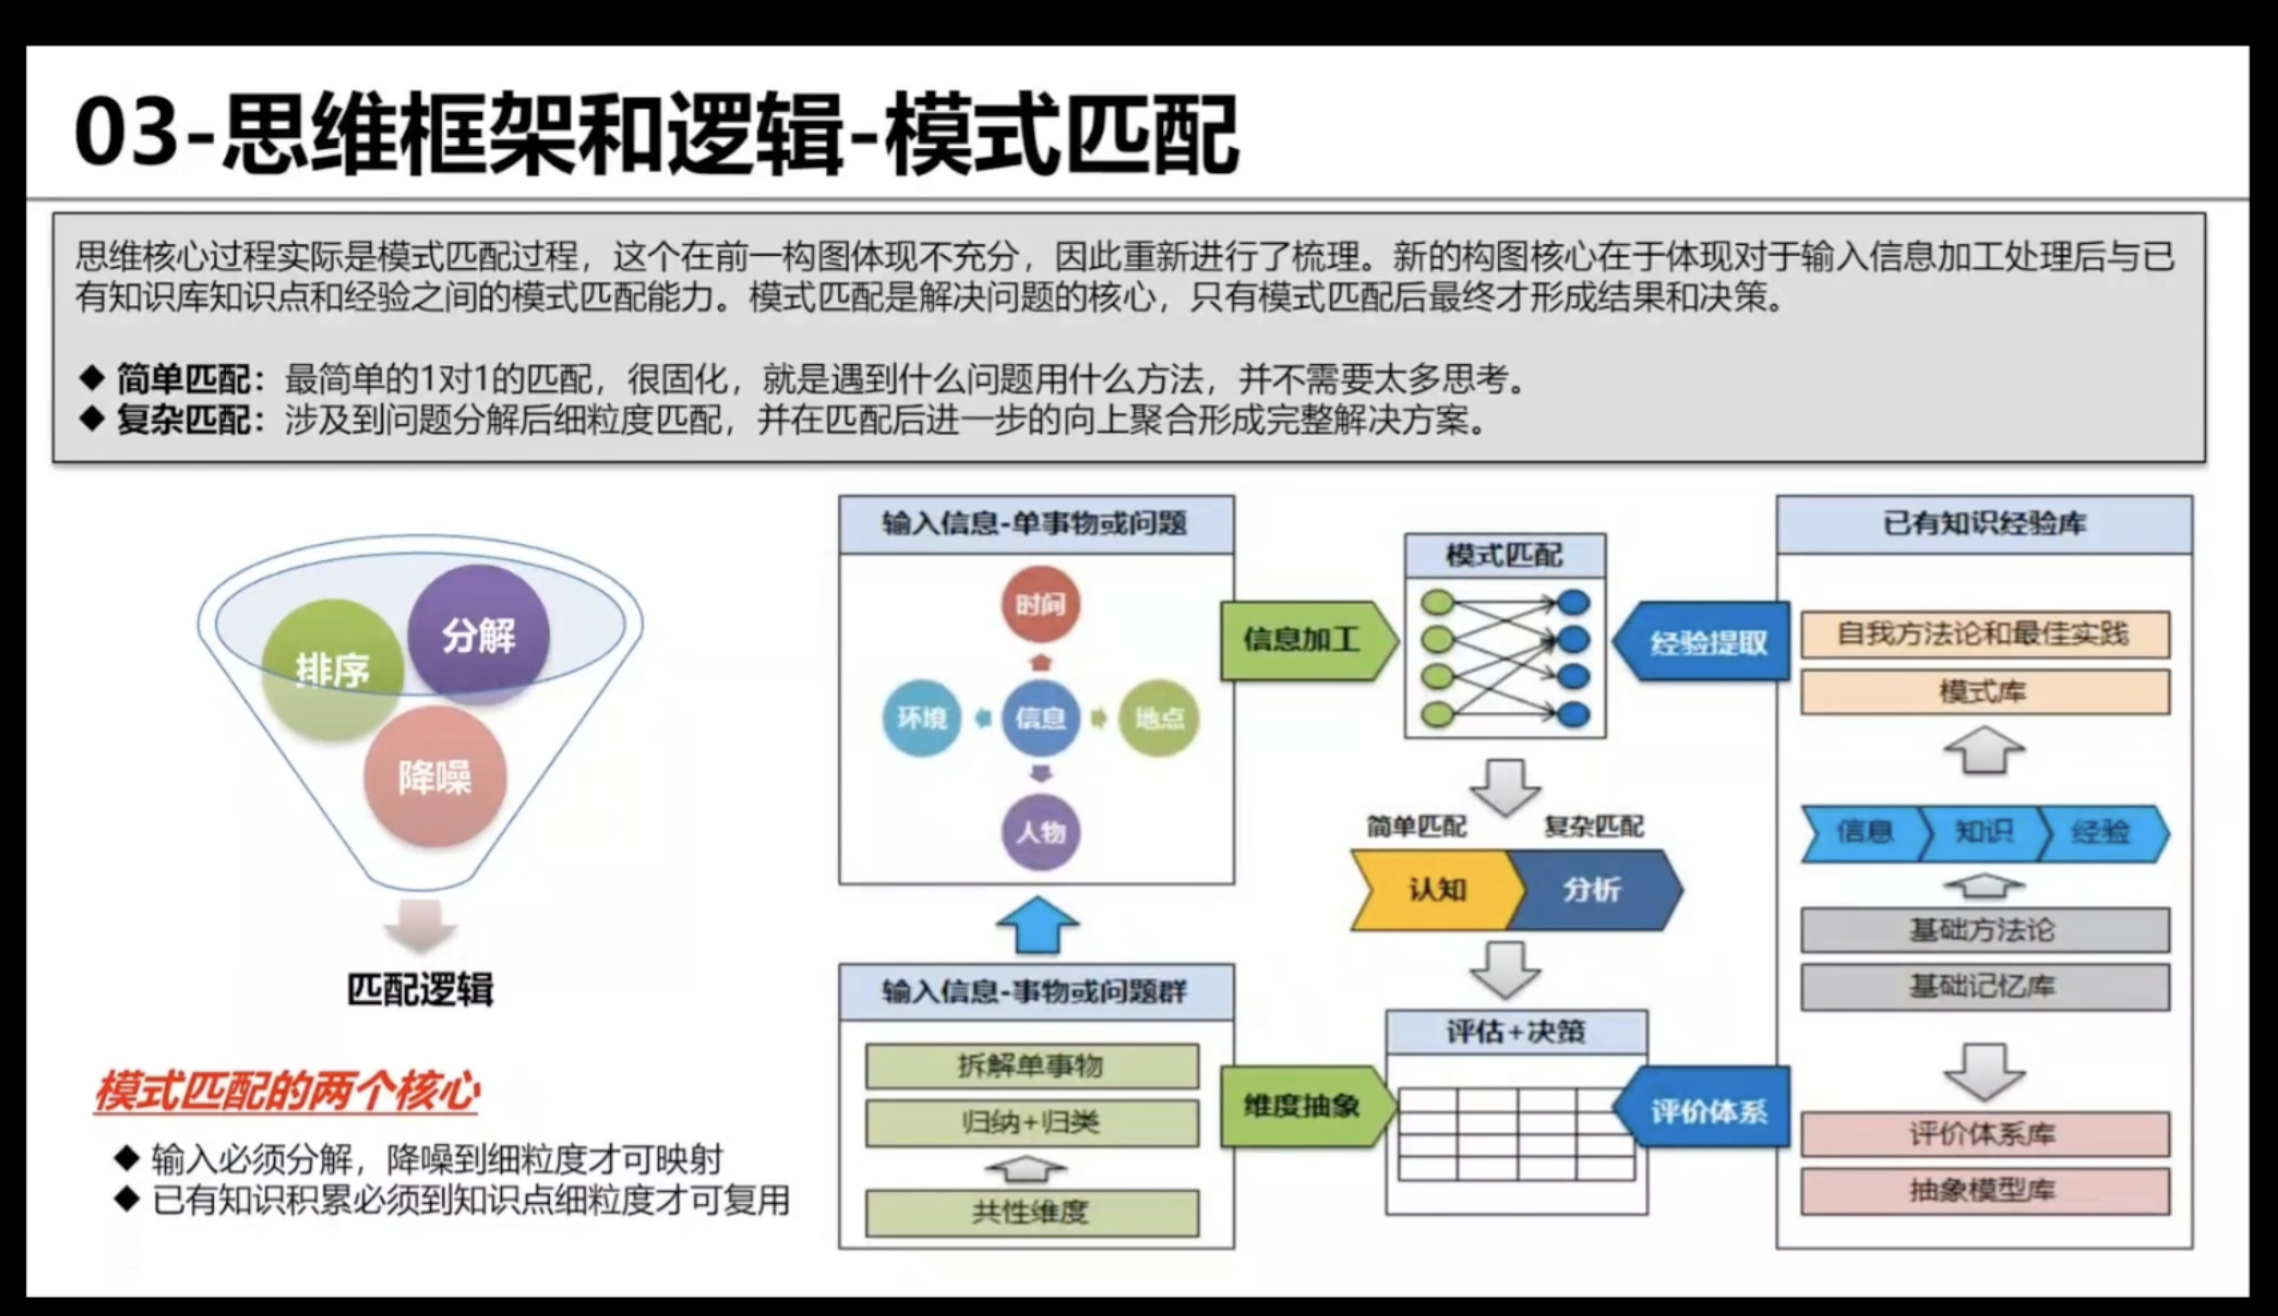 03-思维框架和逻辑-模式匹配
思维核心过程实际是模式匹配过程，这个在前一构图体现不充分，因此重新进行了梳理。新的构图核心在于体现对于输入信息加工处理后与已
有知识库知识点和经验之间的模式匹配能力。模式匹配是解决问题的核心，只有模式匹配后最终才形成结果和决策。
◆ 简单匹配：最简单的1对1的匹配，很固化，就是遇到什么问题用什么方法，并不需要太多思考。
◆ 复杂匹配：涉及到问题分解后细粒度匹配，并在匹配后进一步的向上聚合形成完整解决方案。
排序
分解
降噪
匹配逻辑
模式匹配的两个核心
◆ 输入必须分解，降噪到细粒度才可映射
◆ 已有知识积累必须到知识点细粒度才可复用
输入信息-单事物或问题
时间
环境
信息
地点
人物
输入信息-事物或问题群
拆解单事物
归纳+归类
共性维度
信息加工
模式匹配
经验提取
简单匹配
复杂匹配
认知
分析
维度抽象
评估+决策
评价体系
已有知识经验库
自我方法论和最佳实践
模式库
信息
知识
经验
基础方法论
基础记忆库
评价体系库
抽象模型库